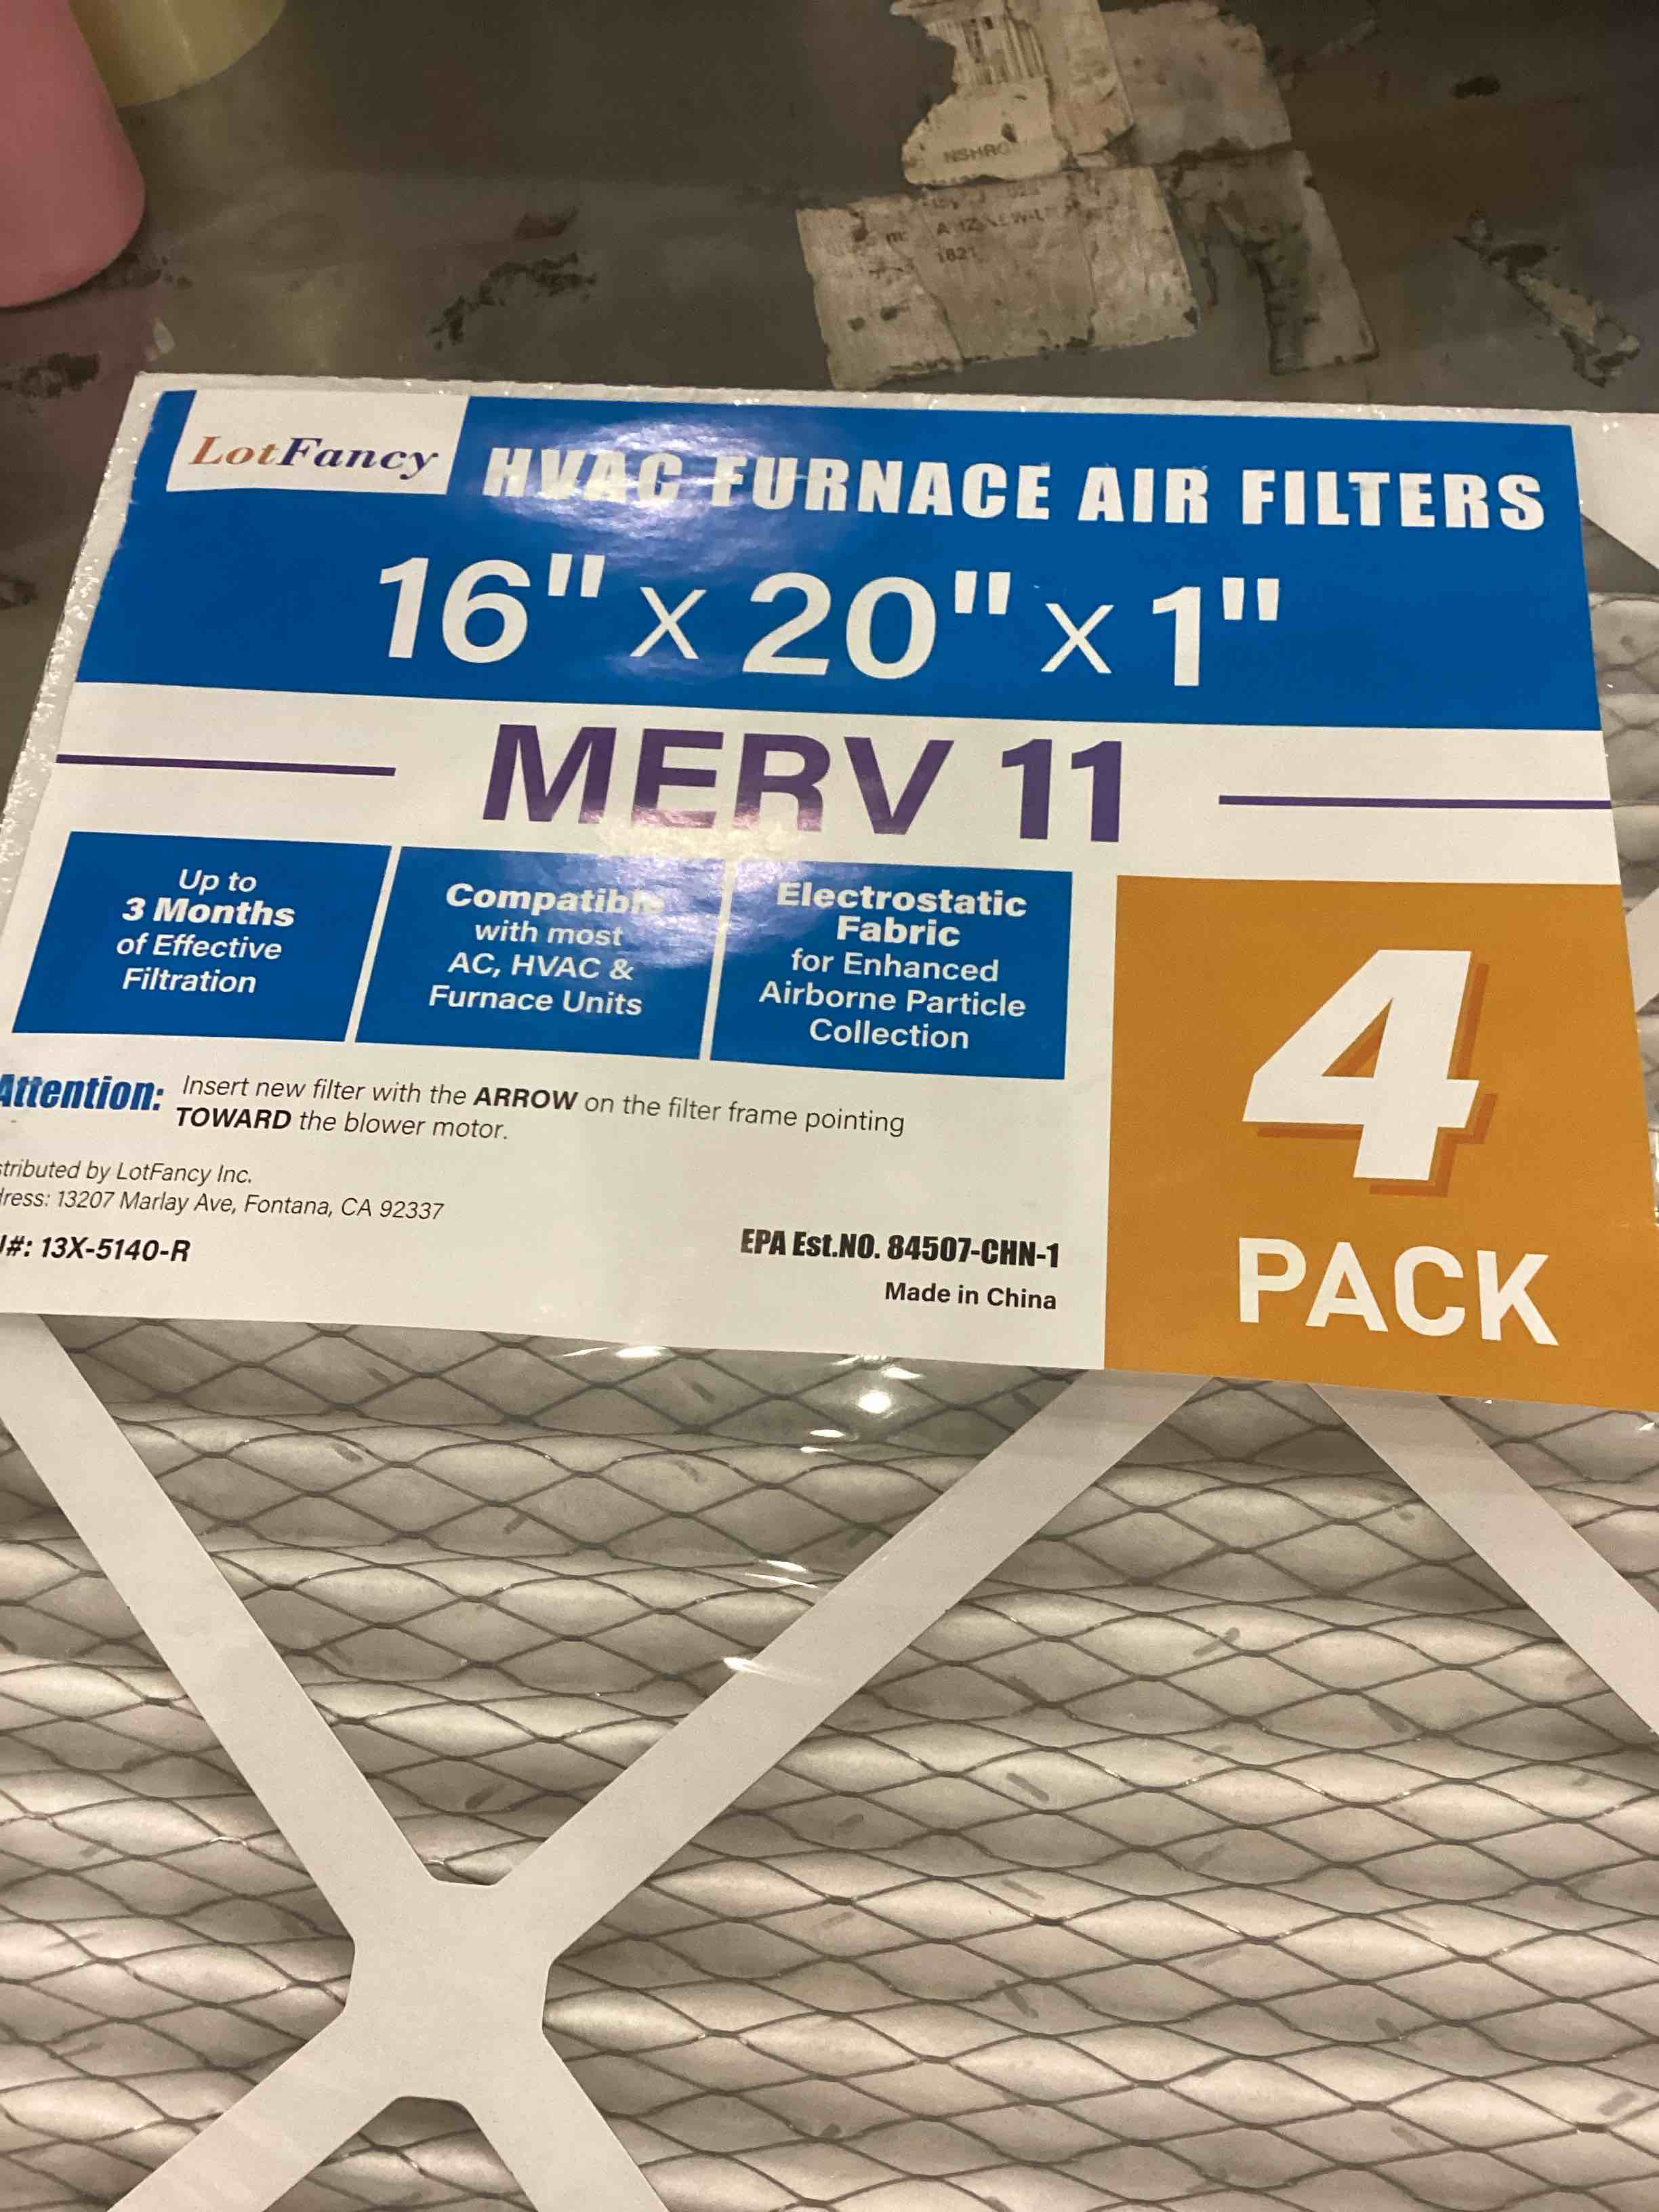 NSHRO
1821
LotFancy
HVAC FURNACE AIR FILTERS
16" x 20" x 1"
MERV 11
Up to
3 Months
of Effective
Filtration
Compatible
with most
AC, HVAC &
Furnace Units
Electrostatic
Fabric
for Enhanced
Airborne Particle
Collection
4
PACK
Attention: Insert new filter with the ARROW on the filter frame pointing
TOWARD the blower motor.
tributed by LotFancy Inc.
ress: 13207 Marlay Ave, Fontana, CA 92337
#: 13X-5140-R
EPA Est.NO. 84507-CHN-1
Made in China